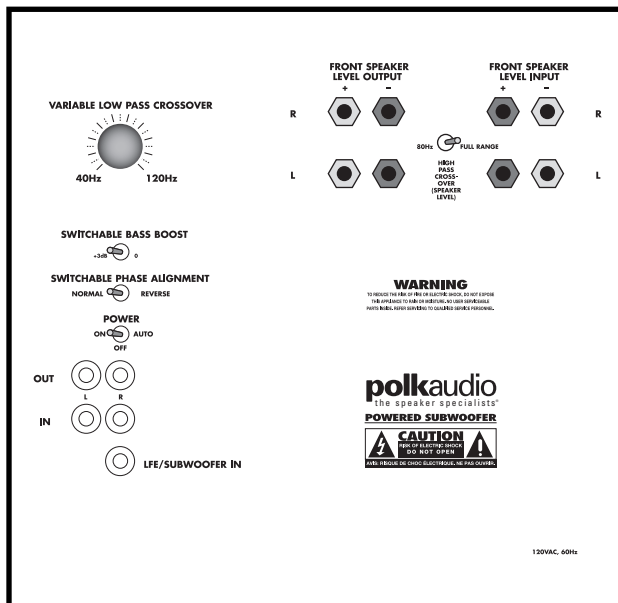 FRONT SPEAKER
LEVEL OUTPUT
+ –
FRONT SPEAKER
LEVEL INPUT
+ –
VARIABLE LOW PASS CROSSOVER
40Hz 120Hz
R
R
80Hz FULL RANGE
HIGH
PASS
CROSS-
OVER
(SPEAKER
LEVEL)
L
L
SWITCHABLE BASS BOOST
+3dB 0
SWITCHABLE PHASE ALIGNMENT
NORMAL REVERSE
POWER
ON AUTO
OFF
OUT
L R
IN
LFE/SUBWOOFER IN
WARNING
TO REDUCE THE RISK OF FIRE OR ELECTRIC SHOCK, DO NOT EXPOSE
THIS APPLIANCE TO RAIN OR MOISTURE. NO USER SERVICEABLE
PARTS INSIDE. REFER SERVICING TO QUALIFIED SERVICE PERSONNEL.
polkaudio
the speaker specialists®
POWERED SUBWOOFER
CAUTION
RISK OF ELECTRIC SHOCK
DO NOT OPEN
AVIS: RISQUE DE CHOC ÉLECTRIQUE. NE PAS OUVRIR.
120VAC, 60Hz